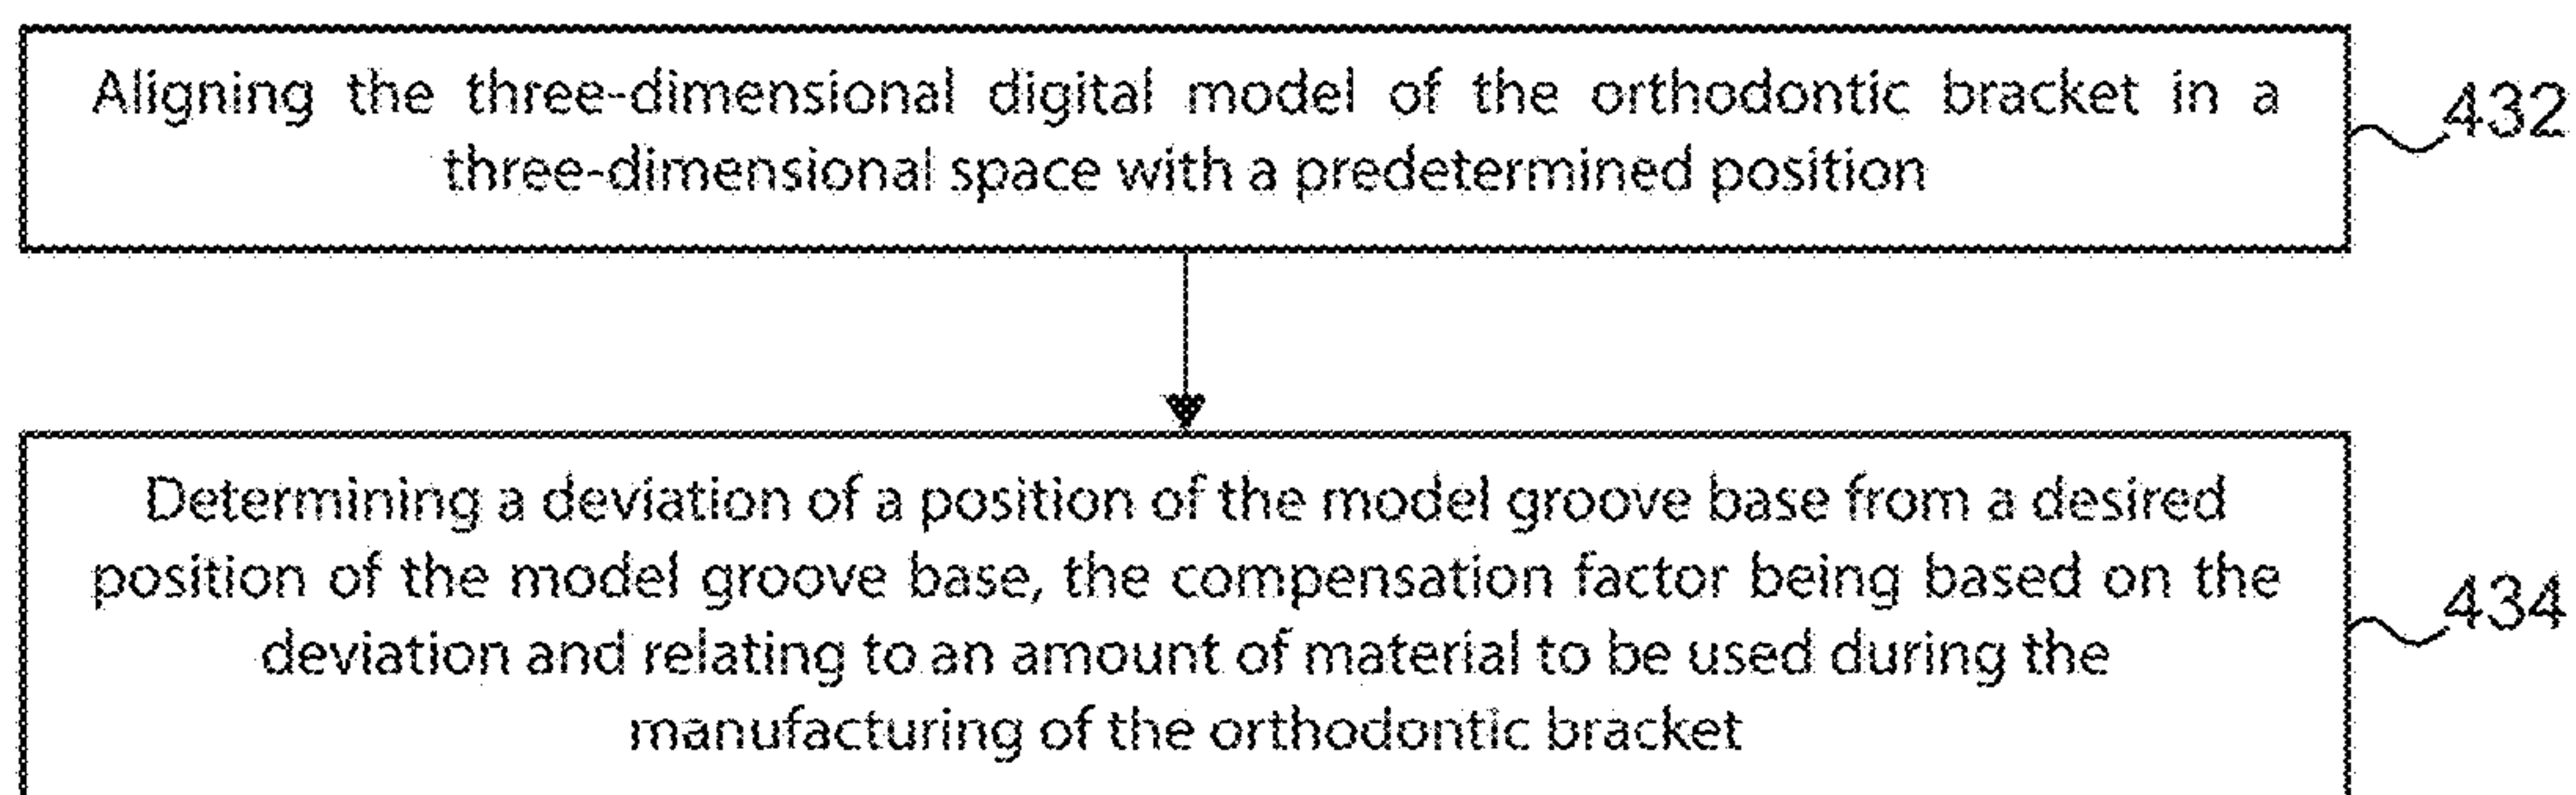 Aligning the three-dimensional digital model of the orthodontic bracket in a
three-dimensional space with a predetermined position
432
Determining a deviation of a position of the model groove base from a desired
position of the model groove base, the compensation factor being based on the
deviation and relating to an amount of material to be used during the
manufacturing of the orthodontic bracket
434